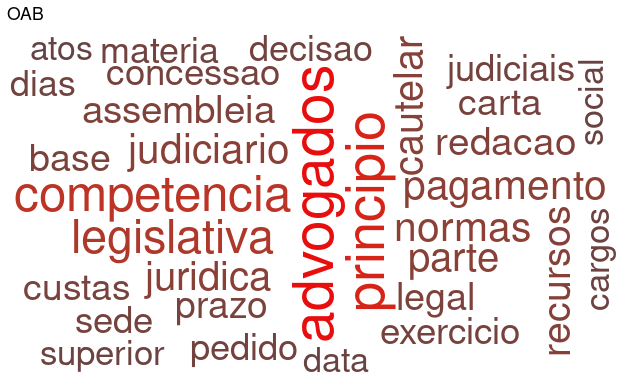 OAB
atos
materia
decisao
dias
concessao
cautelar
judiciais
social
assembleia
carta
base
judiciario
advogados
principio
redacao
competencia
pagamento
legislativa
normas
juridica
parte
recursos
cargos
custas
prazo
legal
sede
exercicio
superior
pedido
data